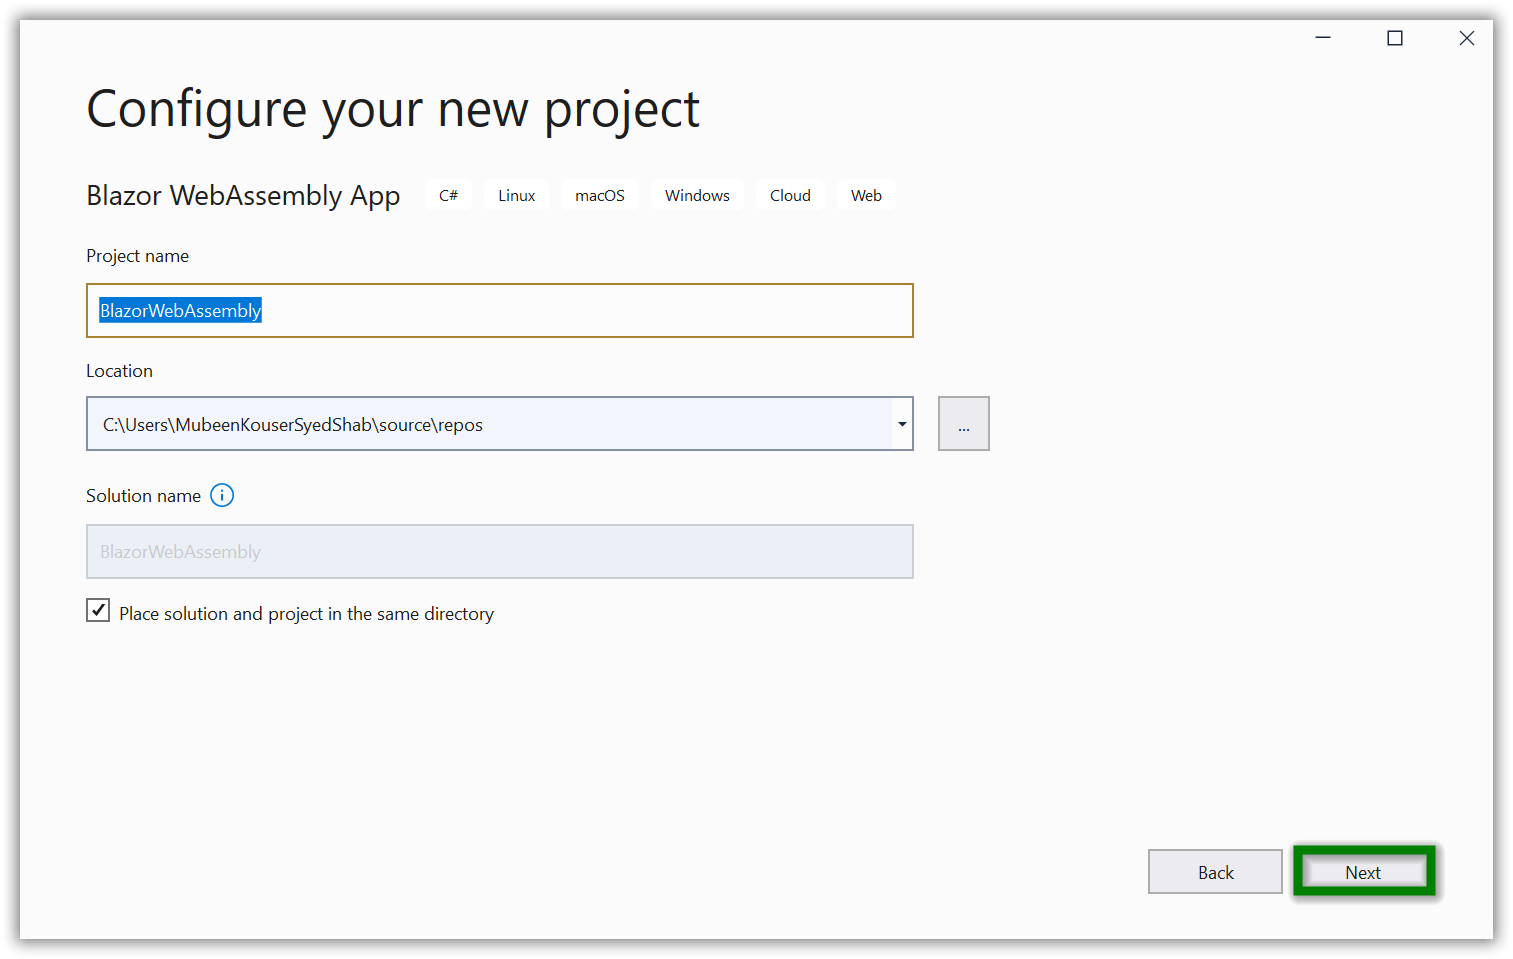 Configure your new project
Blazor WebAssembly App C# Linux macOS Windows Cloud Web
Project name
BlazorWebAssembly
Location
C:\Users\MubeenKouserSyedShab\source\repos
...
Solution name
BlazorWebAssembly
Place solution and project in the same directory
Back Next